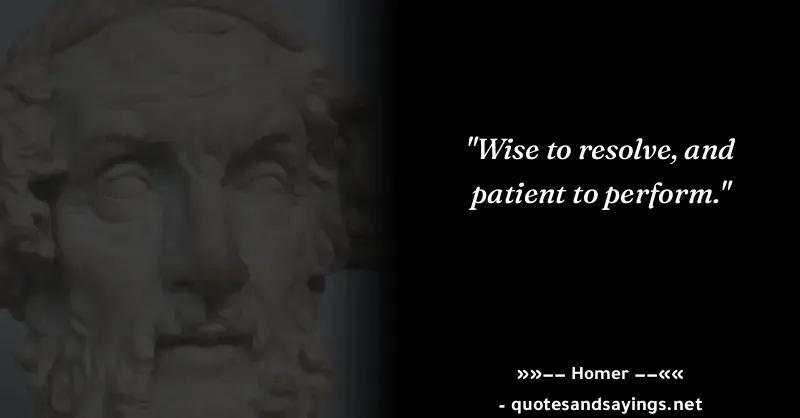 "Wise to resolve, and
patient to perform."
»»−− Homer −−««
- quotesandsayings.net